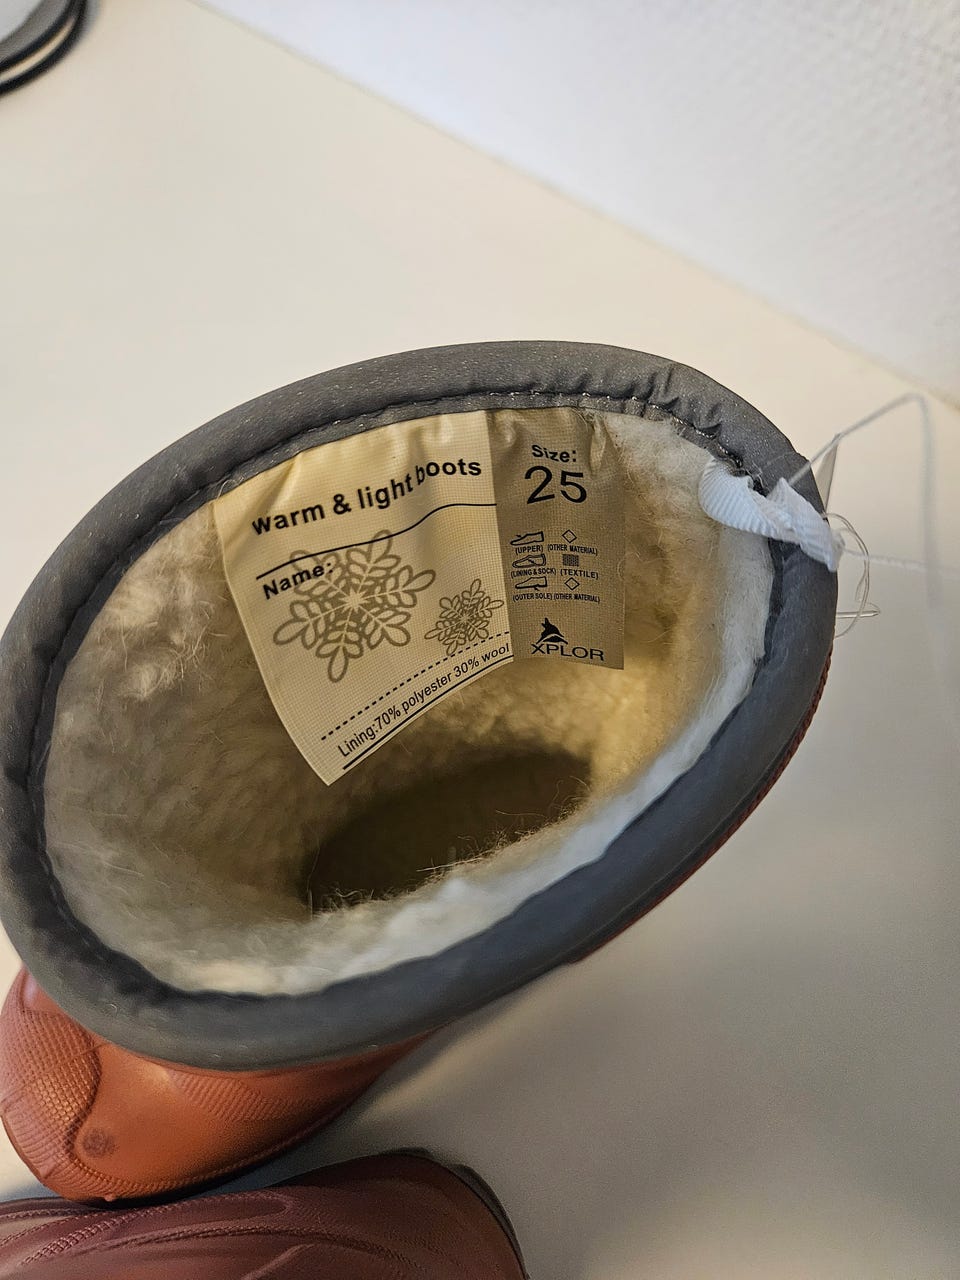 warm & light boots
Name:
Lining:70% polyester 30% wool
Size:
25
(UPPER) (OTHER MATERIAL)
(LINING & SOCK) (TEXTILE)
(OUTER SOLE) (OTHER MATERIAL)
XPLOR